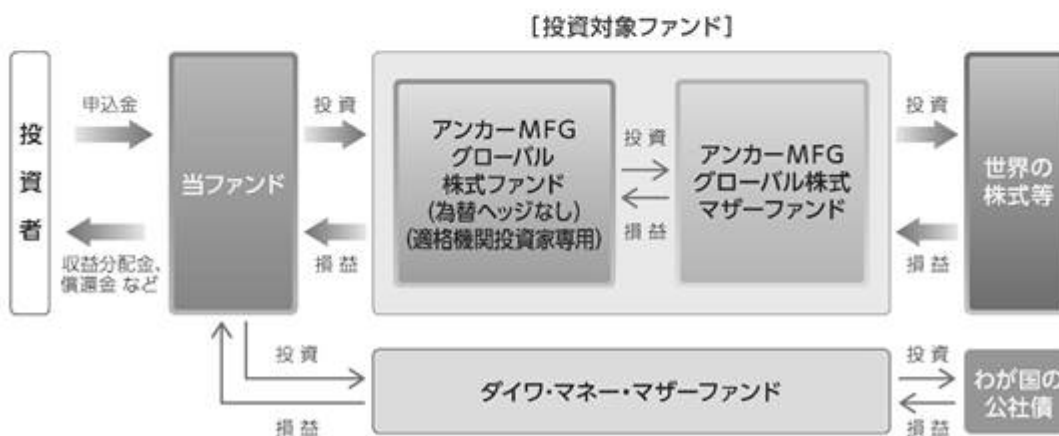 ［投資対象ファンド］
投資者
申込金
収益分配金、
償還金 など
当ファンド
投資
損益
アンカーMFG
グローバル
株式ファンド
(為替ヘッジなし)
(適格機関投資家専用)
投資
損益
アンカーMFG
グローバル株式
マザーファンド
投資
損益
世界の
株式等
投資
損益
ダイワ・マネー・マザーファンド
投資
損益
わが国の
公社債